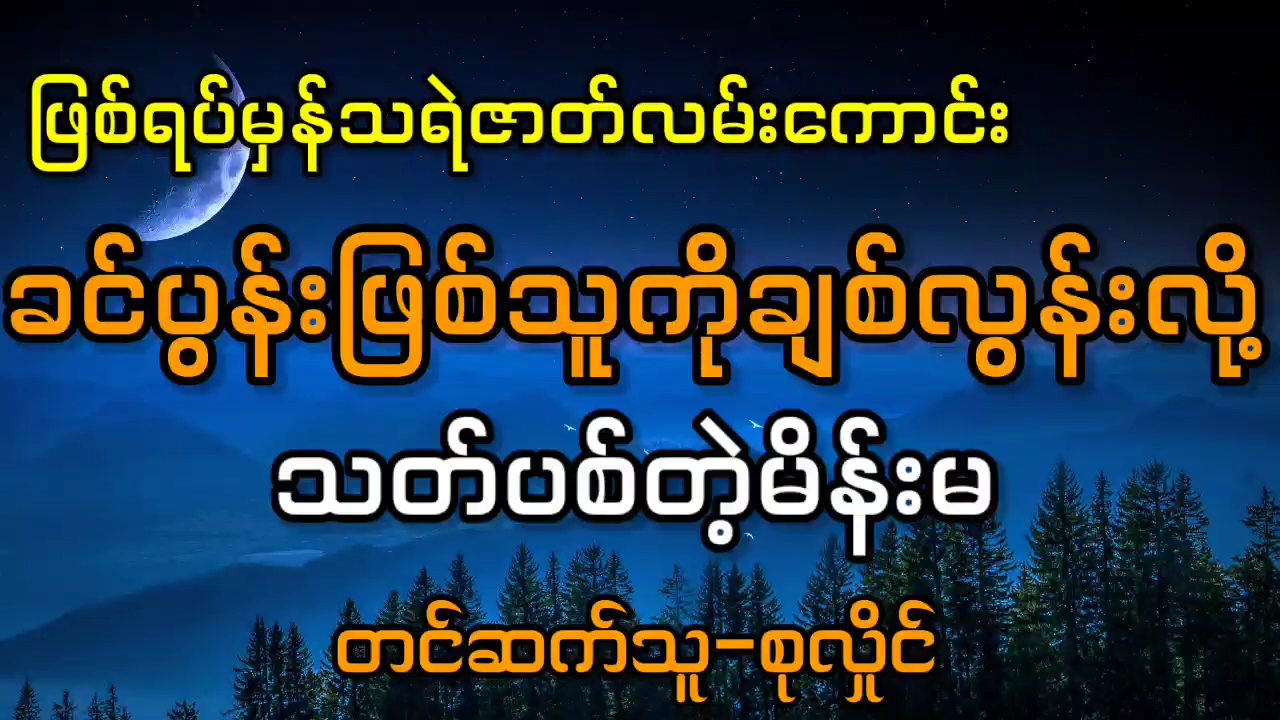 ဖြစ်ရပ်မှန်သရဲဇာတ်လမ်းကောင်း
ခင်ပွန်းဖြစ်သူကိုချစ်လွန်းလို့
သတ်ပစ်တဲ့မိန်းမ
တင်ဆက်သူ-စုလှိုင်